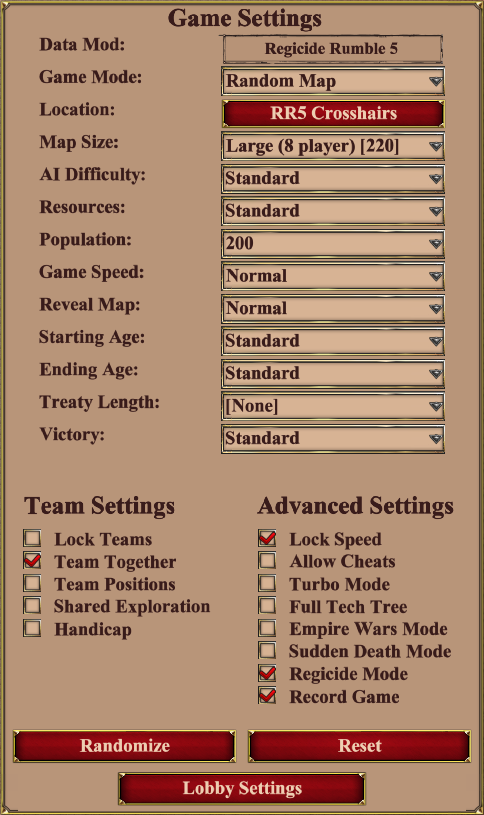 Game Settings
Data Mod: Regicide Rumble 5
Game Mode: Random Map
Location: RR5 Crosshairs
Map Size: Large (8 player) [220]
AI Difficulty: Standard
Resources: Standard
Population: 200
Game Speed: Normal
Reveal Map: Normal
Starting Age: Standard
Ending Age: Standard
Treaty Length: [None]
Victory: Standard
Team Settings
Lock Teams
Team Together
Team Positions
Shared Exploration
Handicap
Advanced Settings
Lock Speed
Allow Cheats
Turbo Mode
Full Tech Tree
Empire Wars Mode
Sudden Death Mode
Regicide Mode
Record Game
Randomize
Reset
Lobby Settings